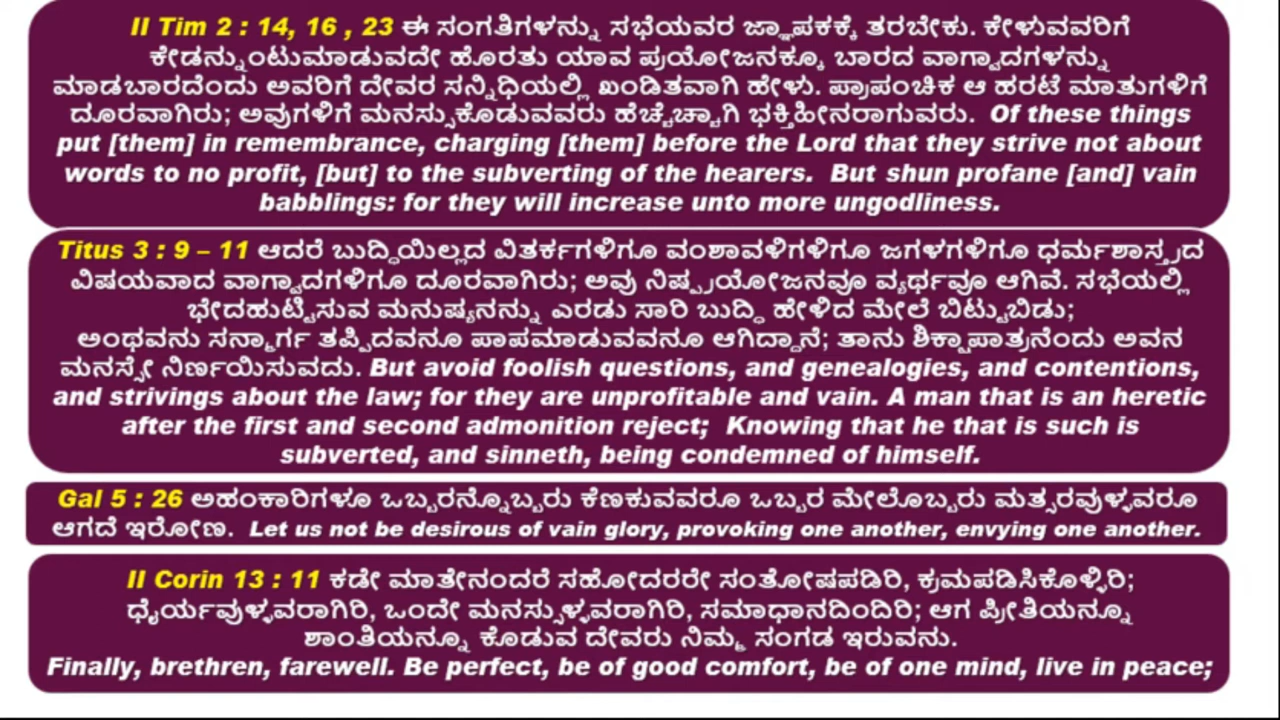 II Tim 2 : 14, 16 , 23 ಈ ಸಂಗತಿಗಳನ್ನು ಸಭೆಯವರ ಜ್ಞಾಪಕಕ್ಕೆ ತರಬೇಕು. ಕೇಳುವವರಿಗೆ
ಕೇಡನ್ನುಂಟುಮಾಡುವದೇ ಹೊರತು ಯಾವ ಪ್ರಯೋಜನಕ್ಕೂ ಬಾರದ ವಾಗ್ವಾದಗಳನ್ನು
ಮಾಡಬಾರದೆಂದು ಅವರಿಗೆ ದೇವರ ಸನ್ನಿಧಿಯಲ್ಲಿ ಖಂಡಿತವಾಗಿ ಹೇಳು. ಪ್ರಾಪಂಚಿಕ ಆ ಹರಟೆ ಮಾತುಗಳಿಗೆ
ದೂರವಾಗಿರು; ಅವುಗಳಿಗೆ ಮನಸ್ಸುಕೊಡುವವರು ಹೆಚ್ಚೆಚ್ಚಾಗಿ ಭಕ್ತಿಹೀನರಾಗುವರು. Of these things
put [them] in remembrance, charging [them] before the Lord that they strive not about
words to no profit, [but] to the subverting of the hearers. But shun profane [and] vain
babblings: for they will increase unto more ungodliness.
Titus 3 : 9 – 11 ಆದರೆ ಬುದ್ಧಿಯಿಲ್ಲದ ವಿತರ್ಕಗಳಿಗೂ ವಂಶಾವಳಿಗಳಿಗೂ ಜಗಳಗಳಿಗೂ ಧರ್ಮಶಾಸ್ತ್ರದ
ವಿಷಯವಾದ ವಾಗ್ವಾದಗಳಿಗೂ ದೂರವಾಗಿರು; ಅವು ನಿಷ್ಪ್ರಯೋಜನವೂ ವ್ಯರ್ಥವೂ ಆಗಿವೆ. ಸಭೆಯಲ್ಲಿ
ಭೇದಹುಟ್ಟಿಸುವ ಮನುಷ್ಯನನ್ನು ಎರಡು ಸಾರಿ ಬುದ್ಧಿ ಹೇಳಿದ ಮೇಲೆ ಬಿಟ್ಟುಬಿಡು;
ಅಂಥವನು ಸನ್ಮಾರ್ಗ ತಪ್ಪಿದವನೂ ಪಾಪಮಾಡುವವನೂ ಆಗಿದ್ದಾನೆ; ತಾನು ಶಿಕ್ಷಾಪಾತ್ರನೆಂದು ಅವನ
ಮನಸ್ಸೇ ನಿರ್ಣಯಿಸುವದು. But avoid foolish questions, and genealogies, and contentions,
and strivings about the law; for they are unprofitable and vain. A man that is an heretic
after the first and second admonition reject; Knowing that he that is such is
subverted, and sinneth, being condemned of himself.
Gal 5 : 26 ಅಹಂಕಾರಿಗಳೂ ಒಬ್ಬರನ್ನೊಬ್ಬರು ಕೆಣಕುವವರೂ ಒಬ್ಬರ ಮೇಲೊಬ್ಬರು ಮತ್ಸರವುಳ್ಳವರೂ
ಆಗದೆ ಇರೋಣ. Let us not be desirous of vain glory, provoking one another, envying one another.
II Corin 13 : 11 ಕಡೇ ಮಾತೇನಂದರೆ ಸಹೋದರರೇ ಸಂತೋಷಪಡಿರಿ, ಕ್ರಮಪಡಿಸಿಕೊಳ್ಳಿರಿ;
ಧೈರ್ಯವುಳ್ಳವರಾಗಿರಿ, ಒಂದೇ ಮನಸ್ಸುಳ್ಳವರಾಗಿರಿ, ಸಮಾಧಾನದಿಂದಿರಿ; ಆಗ ಪ್ರೀತಿಯನ್ನೂ
ಶಾಂತಿಯನ್ನೂ ಕೊಡುವ ದೇವರು ನಿಮ್ಮ ಸಂಗಡ ಇರುವನು.
Finally, brethren, farewell. Be perfect, be of good comfort, be of one mind, live in peace;